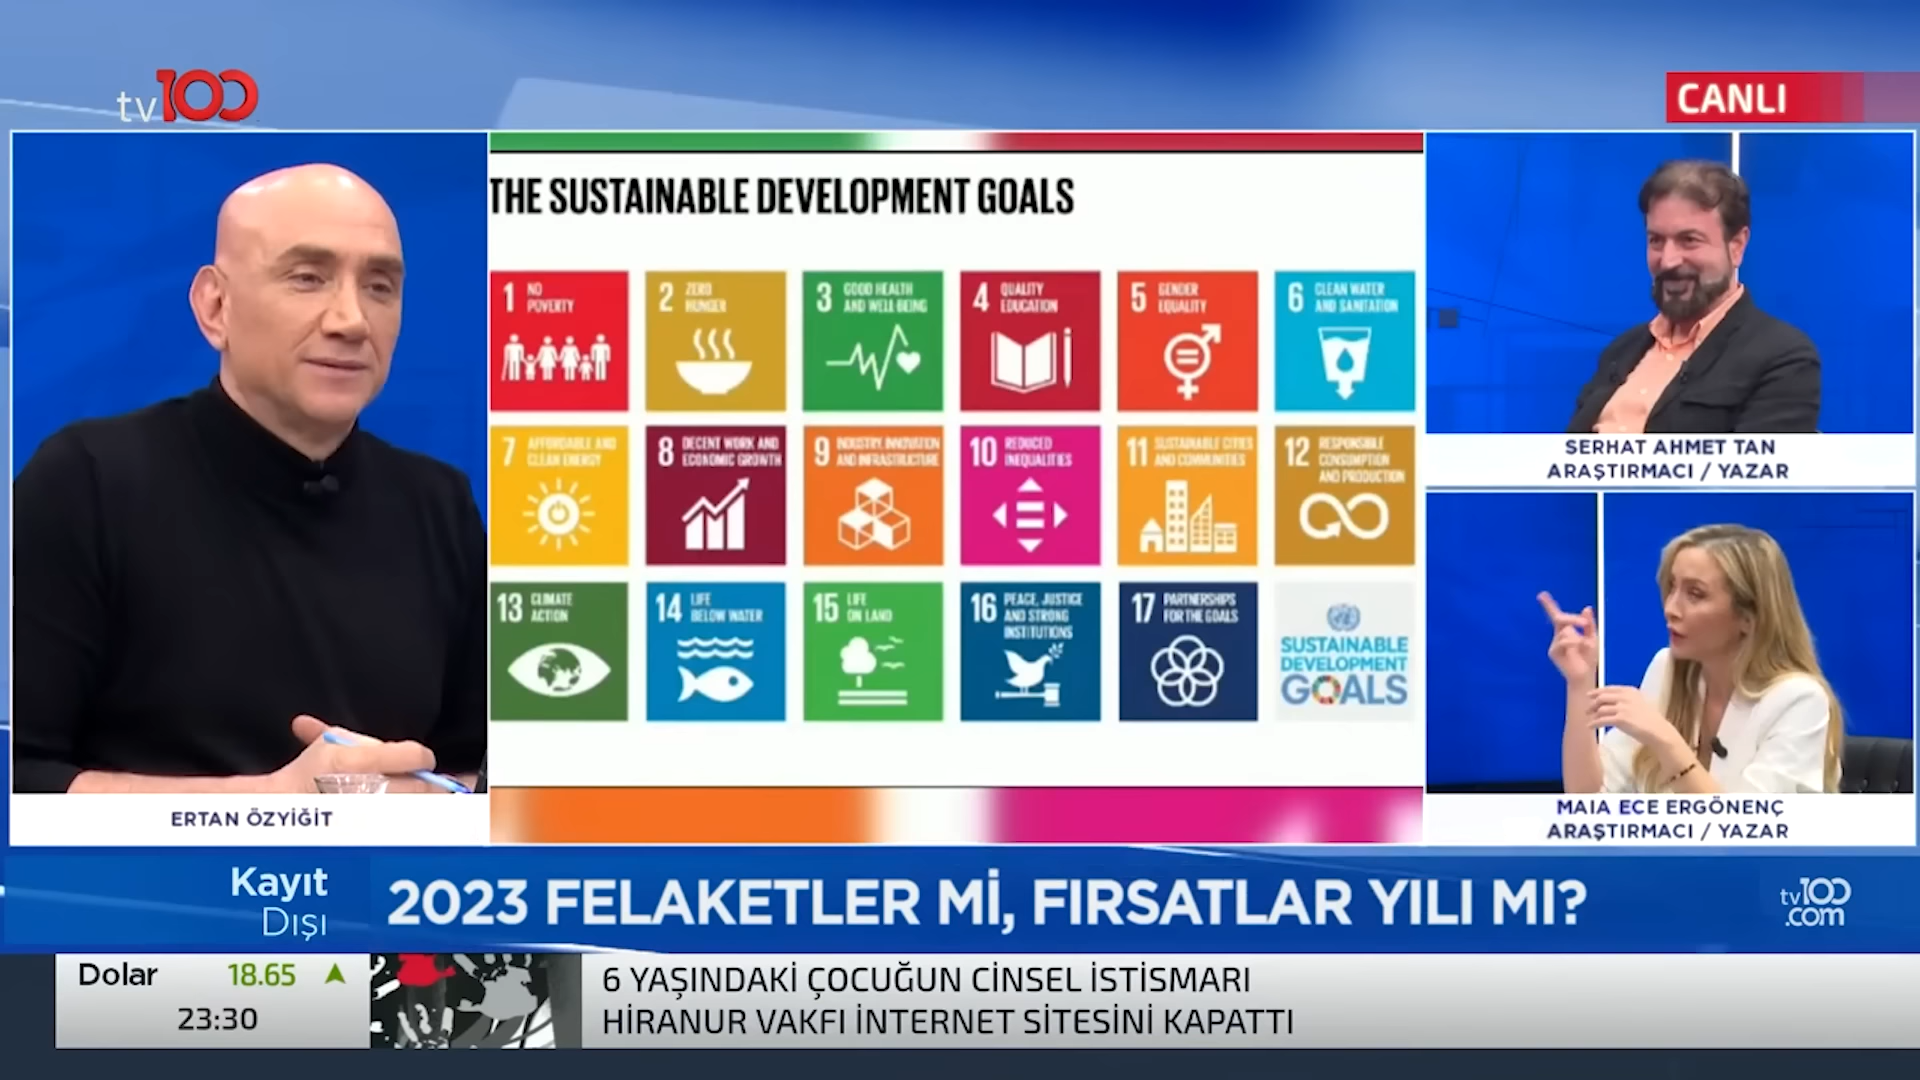 tv100
CANLI
THE SUSTAINABLE DEVELOPMENT GOALS
1 NO
POVERTY
2 ZERO
HUNGER
3 GOOD HEALTH
AND WELL-BEING
4 QUALITY
EDUCATION
5 GENDER
EQUALITY
6 CLEAN WATER
AND SANITATION
7 AFFORDABLE AND
CLEAN ENERGY
8 DECENT WORK AND
ECONOMIC GROWTH
9 INDUSTRY, INNOVATION
AND INFRASTRUCTURE
10 REDUCED
INEQUALITIES
11 SUSTAINABLE CITIES
AND COMMUNITIES
12 RESPONSIBLE
CONSUMPTION
AND PRODUCTION
13 CLIMATE
ACTION
14 LIFE
BELOW WATER
15 LIFE
ON LAND
16 PEACE, JUSTICE
AND STRONG
INSTITUTIONS
17 PARTNERSHIPS
FOR THE GOALS
SUSTAINABLE
DEVELOPMENT
GOALS
SERHAT AHMET TAN
ARAŞTIRMACI / YAZAR
MAIA ECE ERGÖNENÇ
ARAŞTIRMACI / YAZAR
ERTAN ÖZYİĞİT
Kayıt
Dışı
2023 FELAKETLER Mİ, FIRSATLAR YILI MI?
tv100
.com
Dolar 18.65
23:30
6 YAŞINDAKİ ÇOCUĞUN CİNSEL İSTİSMARI
HİRANUR VAKFI İNTERNET SİTESİNİ KAPATTI